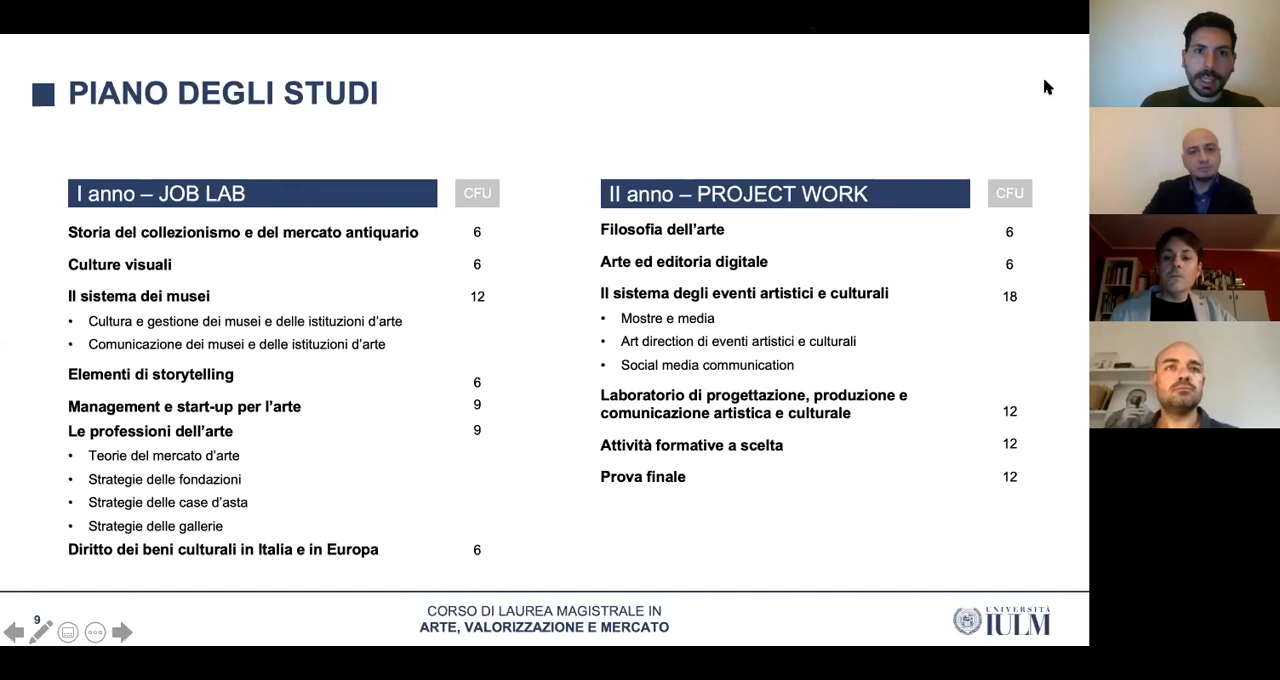 PIANO DEGLI STUDI
I anno – JOB LAB CFU
Storia del collezionismo e del mercato antiquario 6
Culture visuali 6
Il sistema dei musei 12
• Cultura e gestione dei musei e delle istituzioni d'arte
• Comunicazione dei musei e delle istituzioni d'arte
Elementi di storytelling 6
Management e start-up per l'arte 9
Le professioni dell'arte 9
• Teorie del mercato d'arte
• Strategie delle fondazioni
• Strategie delle case d'asta
• Strategie delle gallerie
Diritto dei beni culturali in Italia e in Europa 6
II anno – PROJECT WORK CFU
Filosofia dell'arte 6
Arte ed editoria digitale 6
Il sistema degli eventi artistici e culturali 18
• Mostre e media
• Art direction di eventi artistici e culturali
• Social media communication
Laboratorio di progettazione, produzione e
comunicazione artistica e culturale 12
Attività formative a scelta 12
Prova finale 12
9
CORSO DI LAUREA MAGISTRALE IN
ARTE, VALORIZZAZIONE E MERCATO
UNIVERSITÀ
IULM